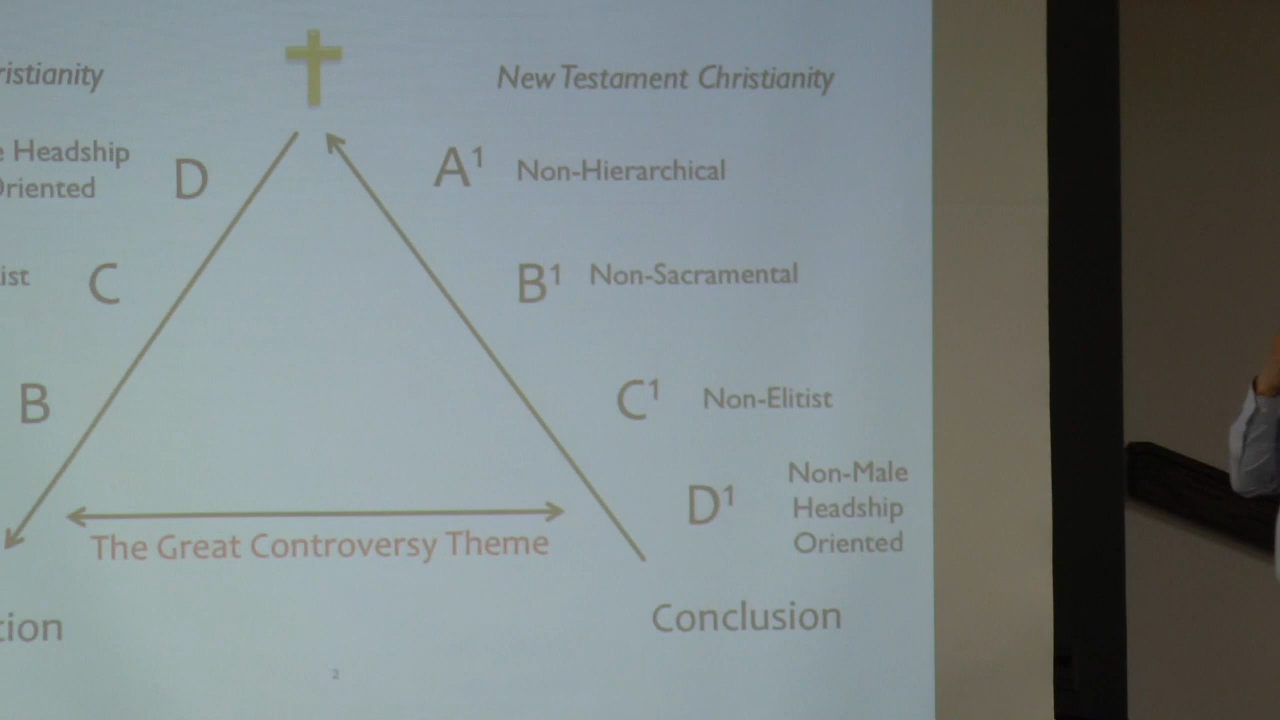 ristianity
New Testament Christianity
Headship
D
Oriented
A¹
Non-Hierarchical
ist
C
B¹
Non-Sacramental
B
C¹
Non-Elitist
D¹
Non-Male
Headship
Oriented
The Great Controversy Theme
tion
Conclusion
2